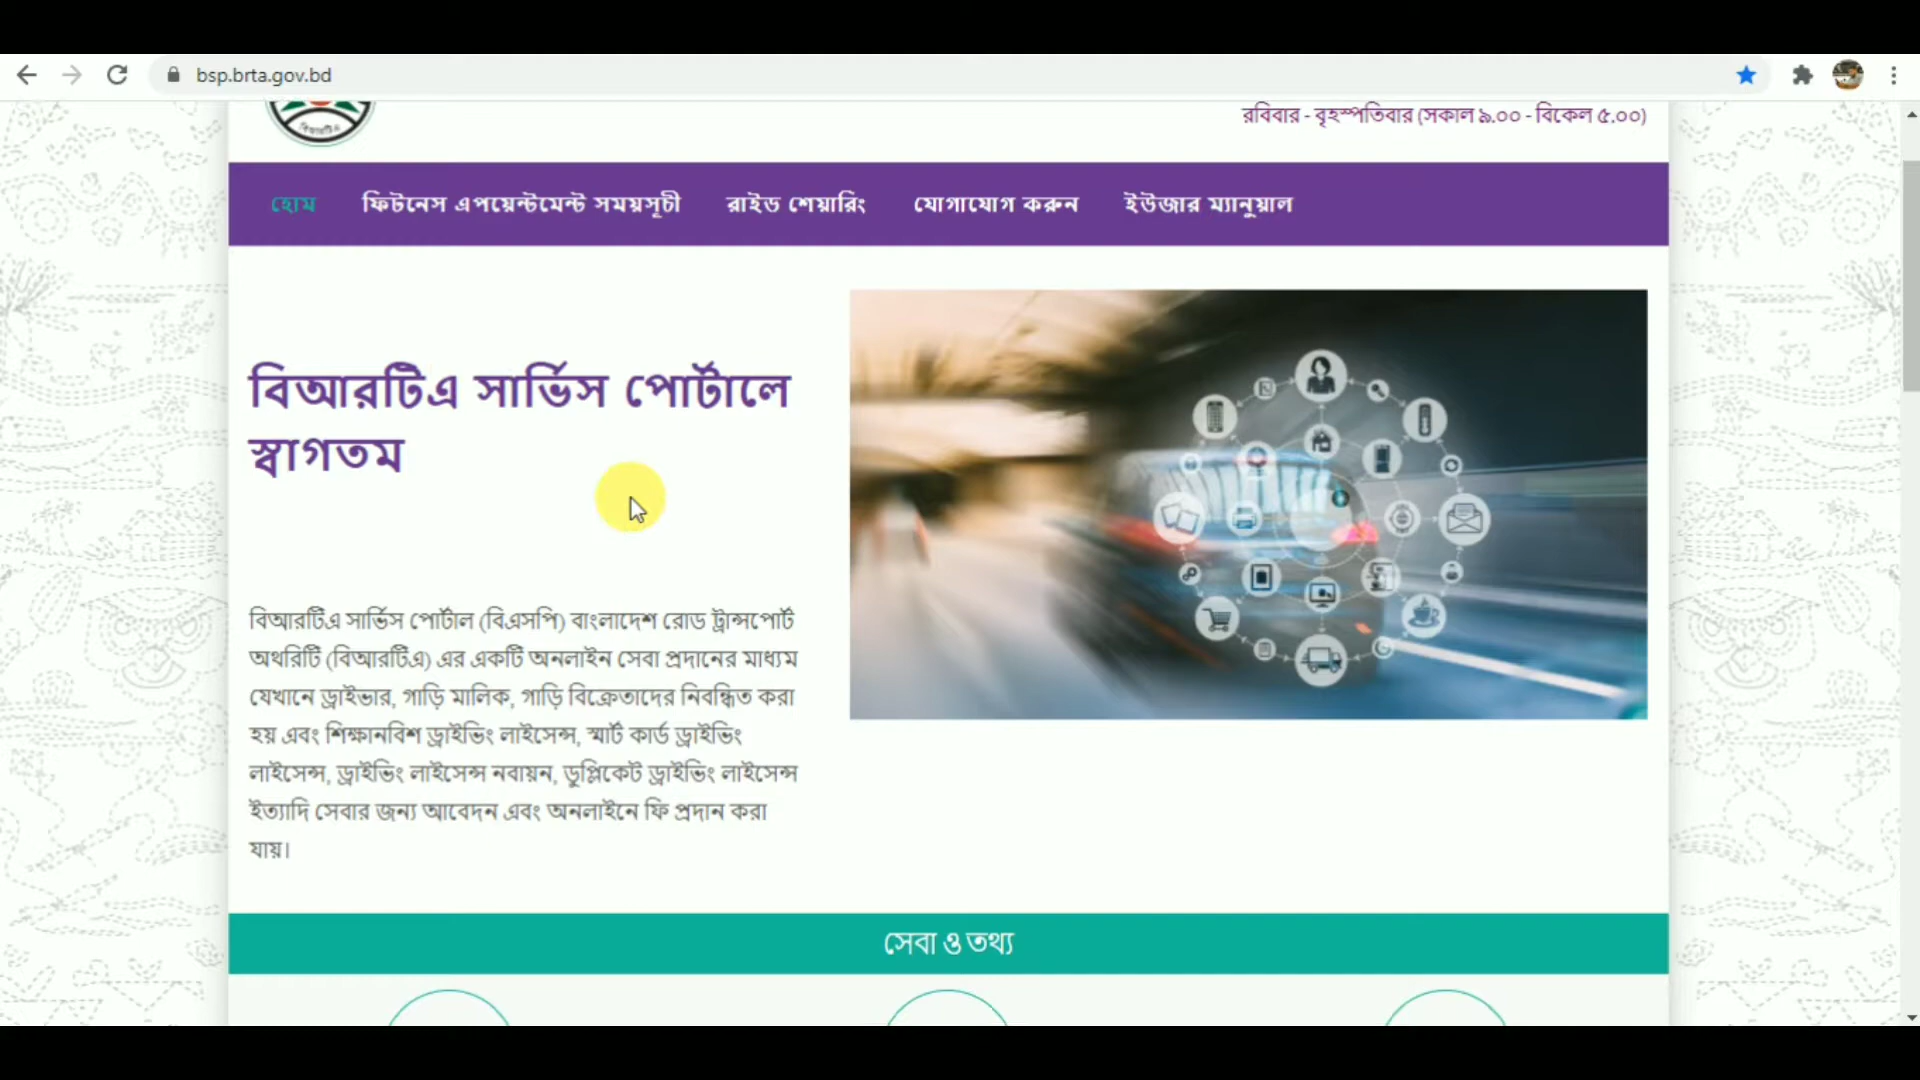 bsp.brta.gov.bd
বিআরটিএ
রবিবার - বৃহস্পতিবার (সকাল ৯.০০ - বিকেল ৫.০০)
হোম ফিটনেস এপয়েন্টমেন্ট সময়সূচী রাইড শেয়ারিং যোগাযোগ করুন ইউজার ম্যানুয়াল
বিআরটিএ সার্ভিস পোর্টালে
স্বাগতম
বিআরটিএ সার্ভিস পোর্টাল (বিএসপি) বাংলাদেশ রোড ট্রান্সপোর্ট
অথরিটি (বিআরটিএ) এর একটি অনলাইন সেবা প্রদানের মাধ্যম
যেখানে ড্রাইভার, গাড়ি মালিক, গাড়ি বিক্রেতাদের নিবন্ধিত করা
হয় এবং শিক্ষানবিশ ড্রাইভিং লাইসেন্স, স্মার্ট কার্ড ড্রাইভিং
লাইসেন্স, ড্রাইভিং লাইসেন্স নবায়ন, ডুপ্লিকেট ড্রাইভিং লাইসেন্স
ইত্যাদি সেবার জন্য আবেদন এবং অনলাইনে ফি প্রদান করা
যায়।
সেবা ও তথ্য